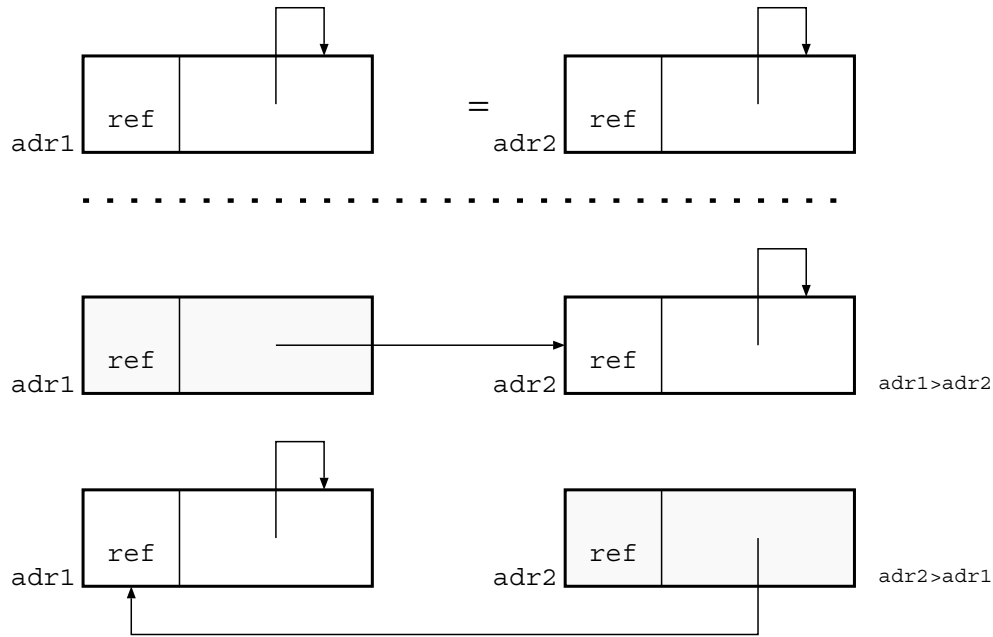 ref = ref
adr1 adr2
ref ref
adr1 adr2 adr1>adr2
ref ref
adr1 adr2 adr2>adr1